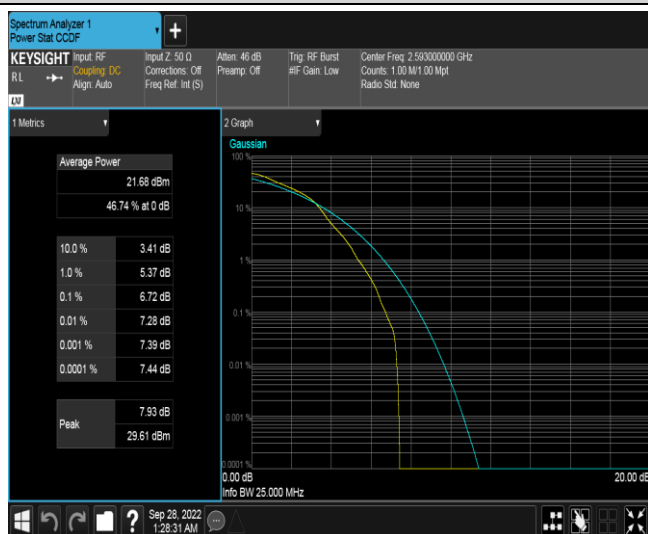 Spectrum Analyzer 1
Power Stat CCDF
+
KEYSIGHT
RL
LXI
Input: RF
Coupling: DC
Align: Auto
Input Z: 50 Ω
Corrections: Off
Freq Ref: Int (S)
Atten: 46 dB
Preamp: Off
Trig: RF Burst
#IF Gain: Low
Center Freq: 2.593000000 GHz
Counts: 1.00 M/1.00 Mpt
Radio Std: None
1 Metrics
Average Power
21.68 dBm
46.74 % at 0 dB
10.0 % 3.41 dB
1.0 % 5.37 dB
0.1 % 6.72 dB
0.01 % 7.28 dB
0.001 % 7.39 dB
0.0001 % 7.44 dB
Peak
7.93 dB
29.61 dBm
2 Graph
Gaussian
100 %
10 %
1 %
0.1 %
0.01 %
0.001 %
0.0001 %
0.00 dB 20.00 dB
Info BW 25.000 MHz
?
Sep 28, 2022
1:28:31 AM